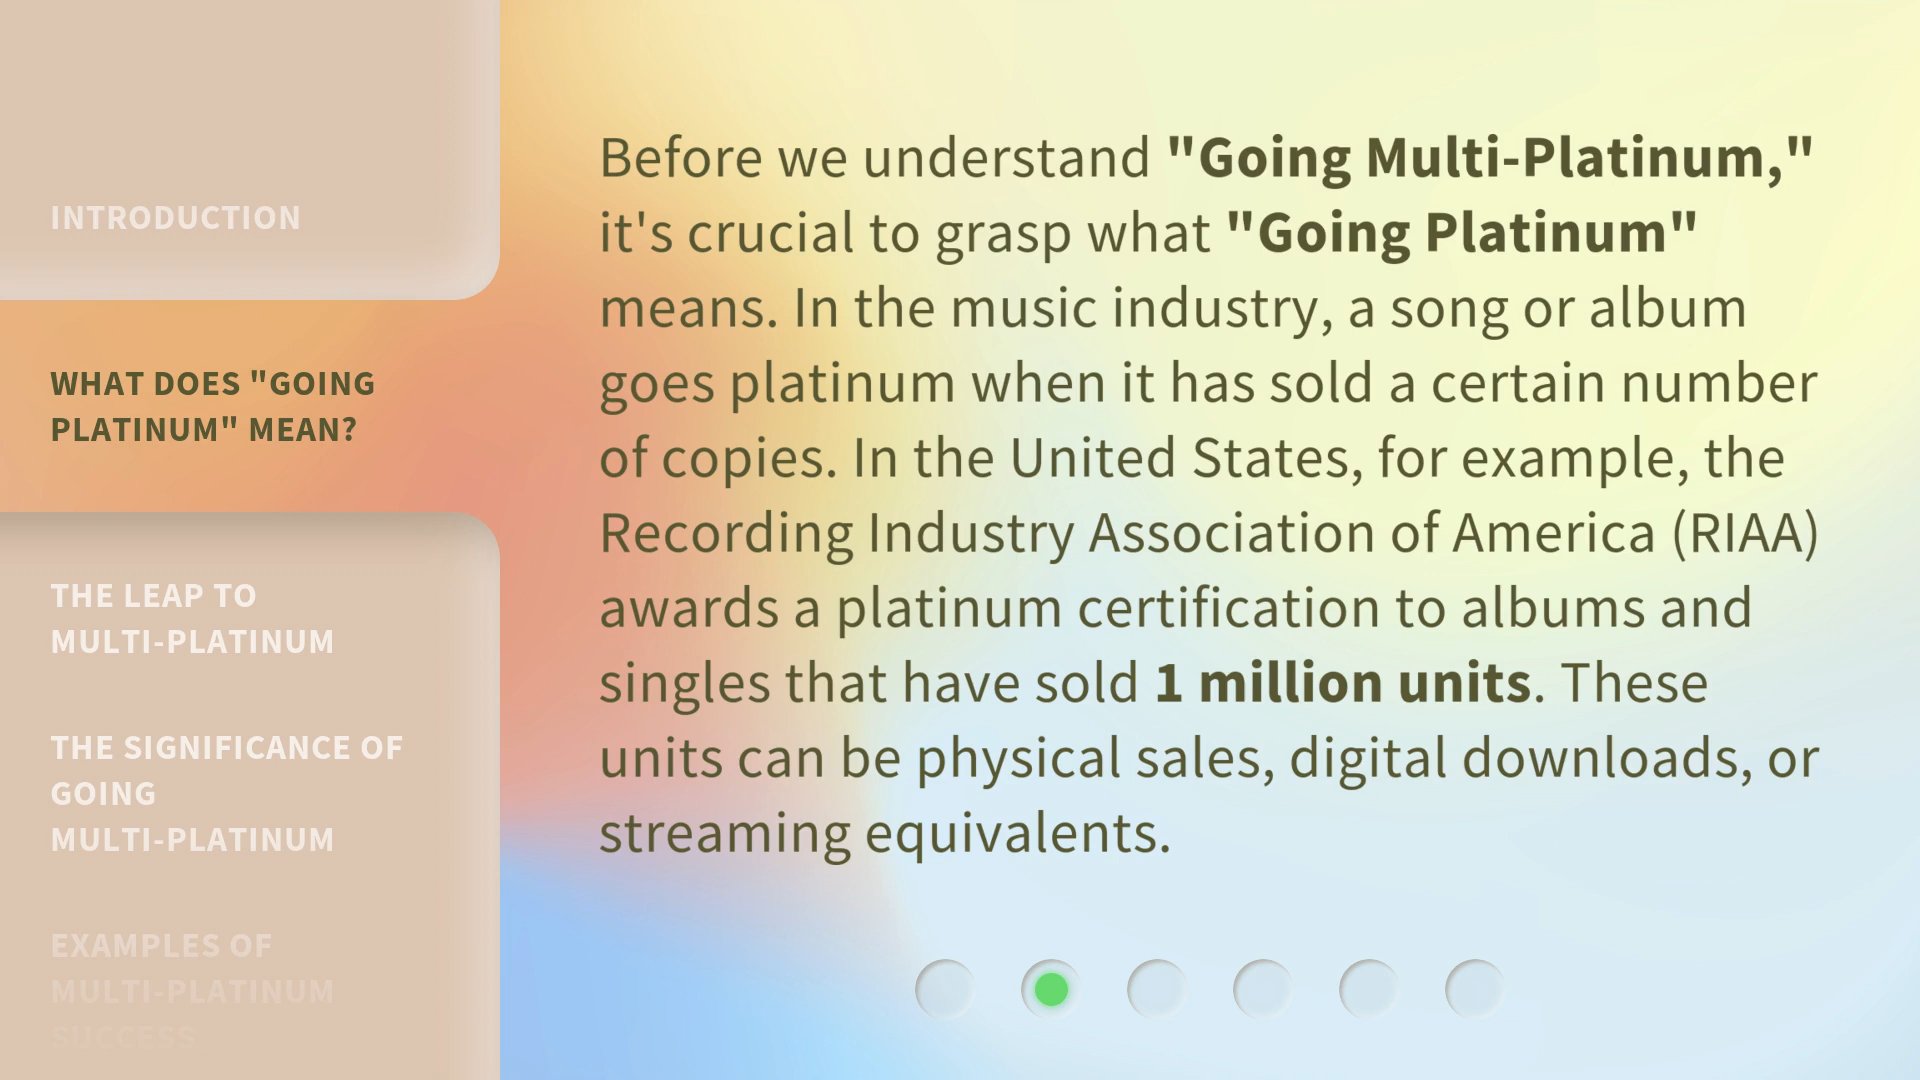 INTRODUCTION
WHAT DOES "GOING
PLATINUM" MEAN?
THE LEAP TO
MULTI-PLATINUM
THE SIGNIFICANCE OF
GOING
MULTI-PLATINUM
EXAMPLES OF
MULTI-PLATINUM
SUCCESS
Before we understand "Going Multi-Platinum,"
it's crucial to grasp what "Going Platinum"
means. In the music industry, a song or album
goes platinum when it has sold a certain number
of copies. In the United States, for example, the
Recording Industry Association of America (RIAA)
awards a platinum certification to albums and
singles that have sold 1 million units. These
units can be physical sales, digital downloads, or
streaming equivalents.